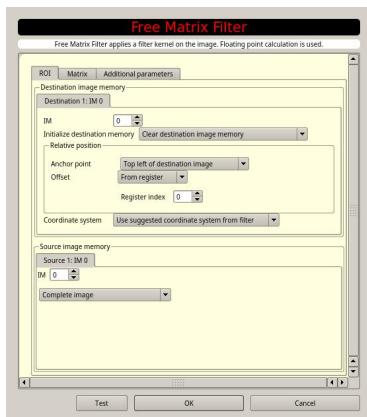 Free Matrix Filter
Free Matrix Filter applies a filter kernel on the image. Floating point calculation is used.
ROI Matrix Additional parameters
Destination image memory
Destination 1: IM 0
IM 0
Initialize destination memory Clear destination image memory
Relative position
Anchor point Top left of destination image
Offset From register
Register index 0
Coordinate system Use suggested coordinate system from filter
Source image memory
Source 1: IM 0
IM 0
Complete image
Test OK Cancel